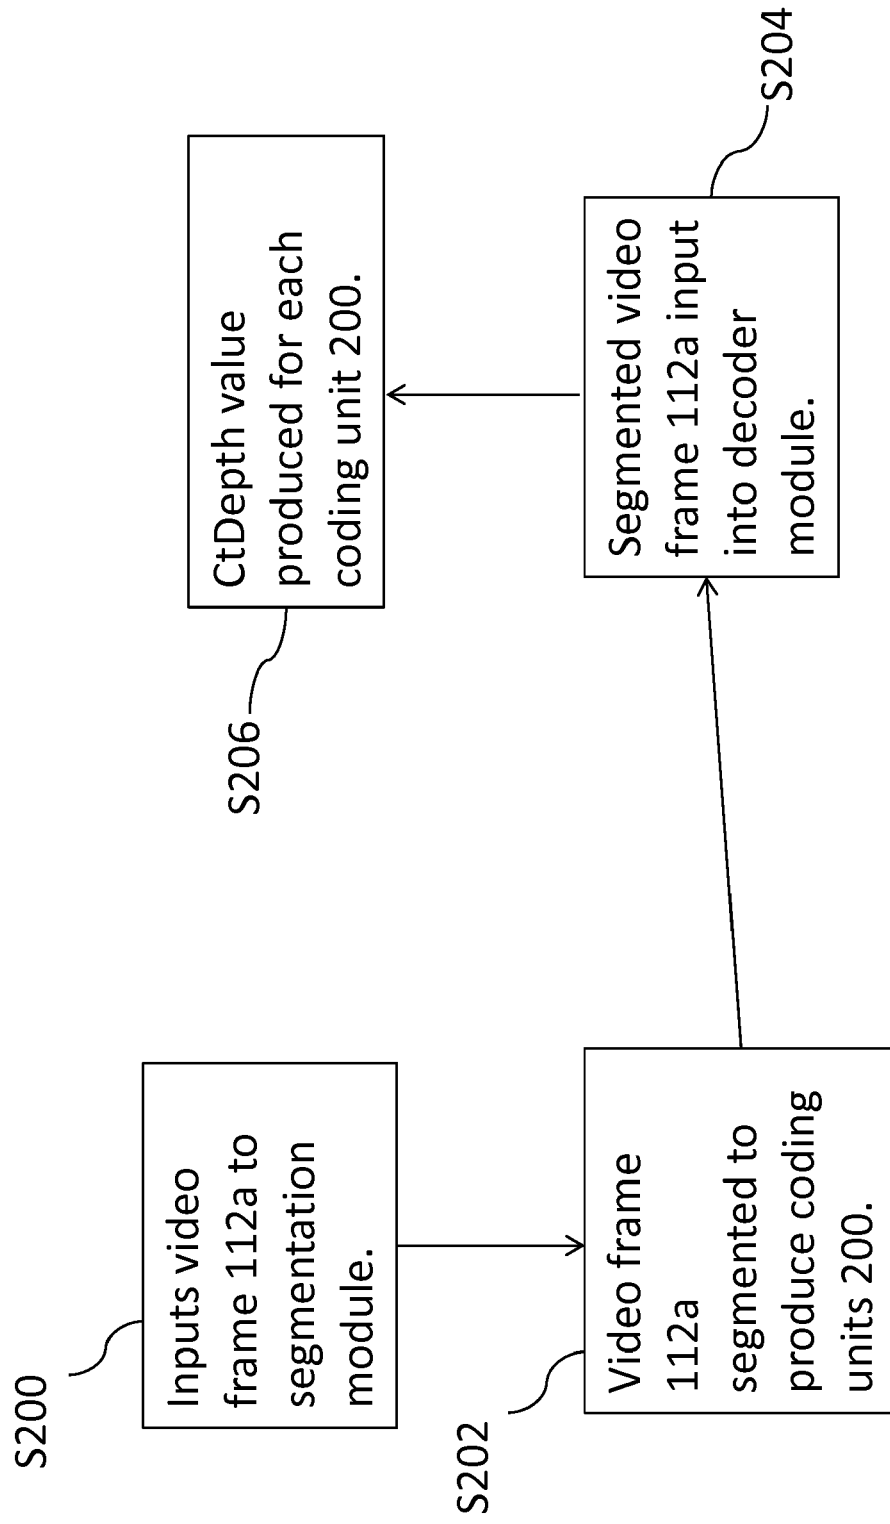 S200
Inputs video
frame 112a to
segmentation
module.
S202
Video frame
112a
segmented to
produce coding
units 200.
S204
Segmented video
frame 112a input
into decoder
module.
S206
CtDepth value
produced for each
coding unit 200.